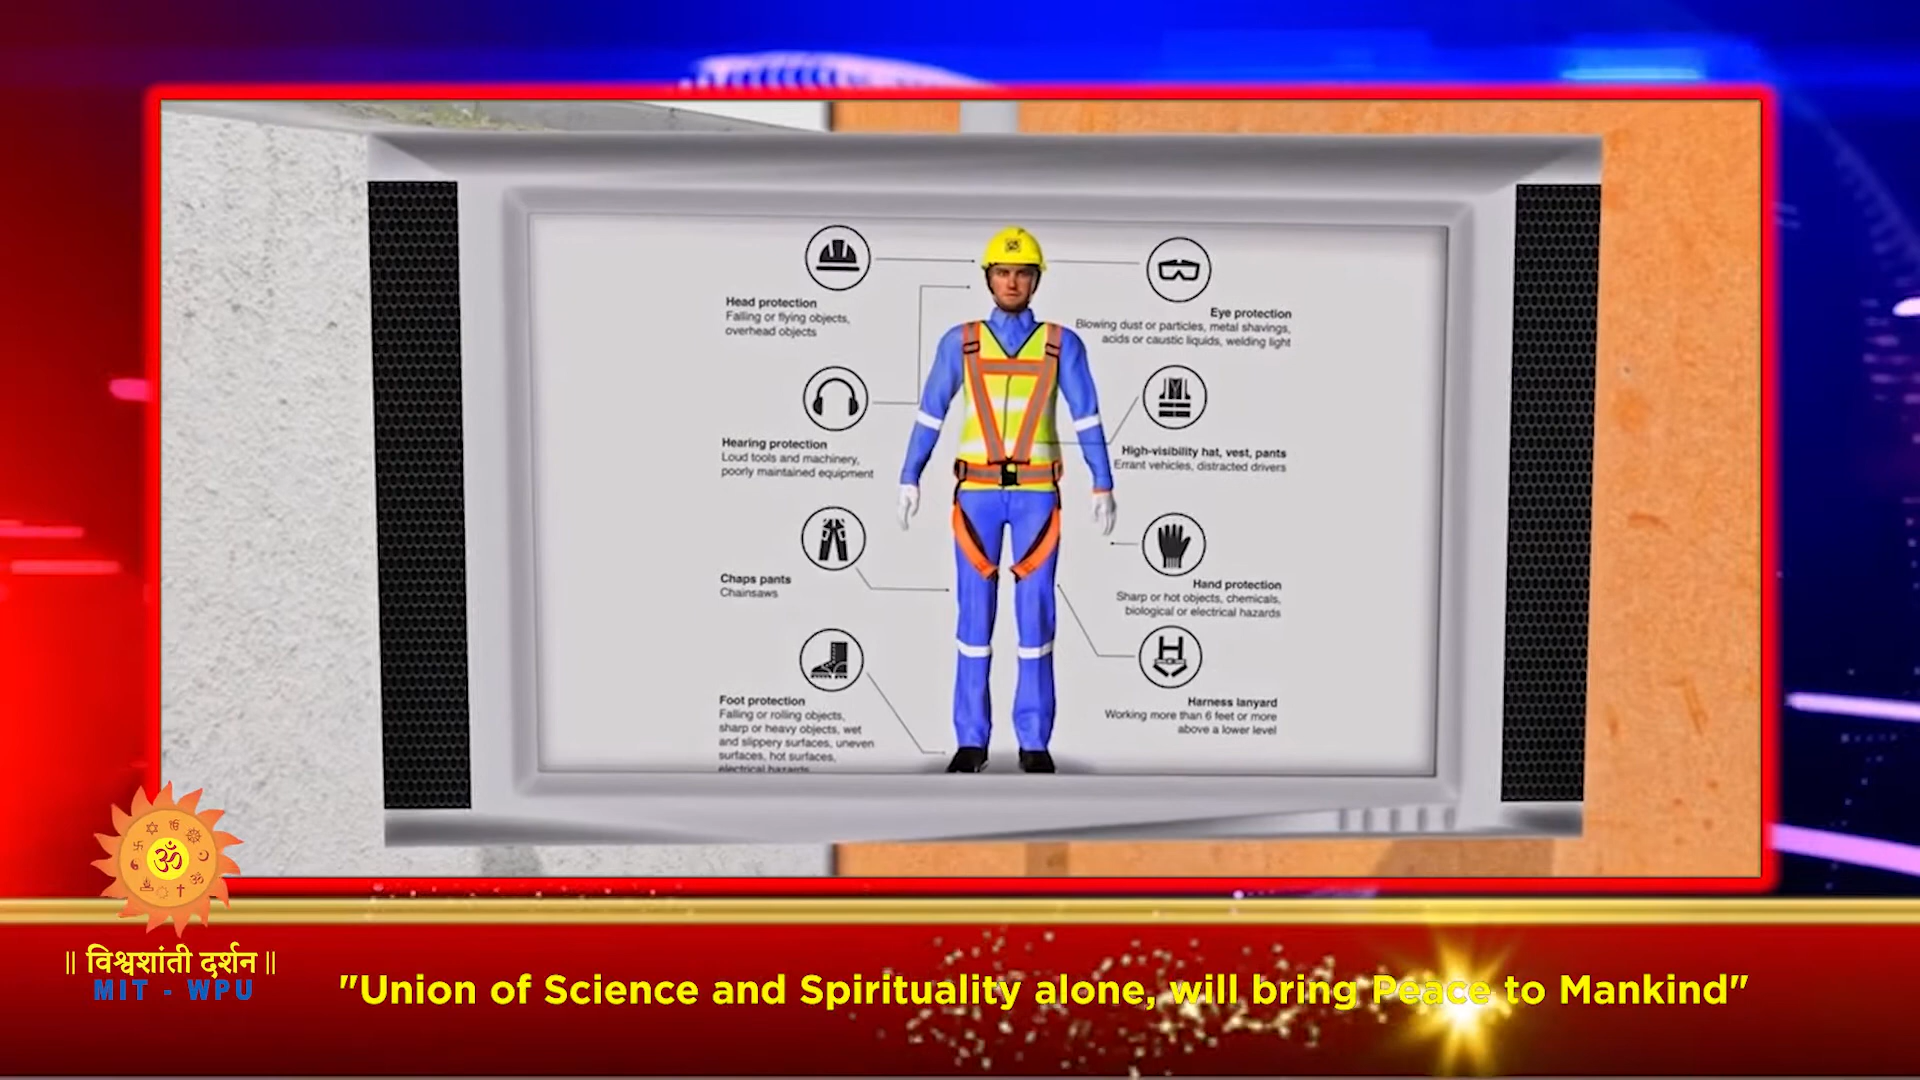 Head protection
Falling or flying objects,
overhead objects
Eye protection
Blowing dust or particles, metal shavings,
acids or caustic liquids, welding light
Hearing protection
Loud tools and machinery,
poorly maintained equipment
High-visibility hat, vest, pants
Errant vehicles, distracted drivers
Chaps pants
Chainsaws
Hand protection
Sharp or hot objects, chemicals,
biological or electrical hazards
Foot protection
Falling or rolling objects,
sharp or heavy objects, wet
and slippery surfaces, uneven
surfaces, hot surfaces,
electrical hazards
Harness lanyard
Working more than 6 feet or more
above a lower level
ॐ
॥ विश्वशांती दर्शन ॥
MIT - WPU
"Union of Science and Spirituality alone, will bring Peace to Mankind"